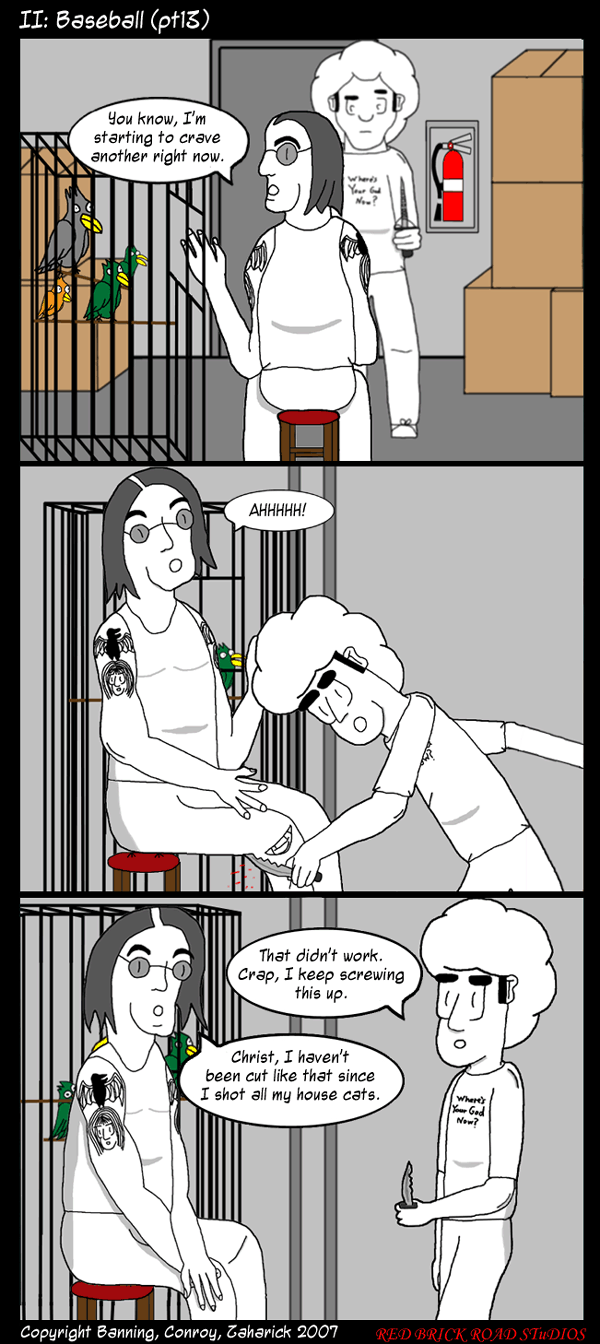 II: Baseball (pt13)
You know, I'm
starting to crave
another right now.
Where's
Your God
Now?
AHHHHH!
That didn't work.
Crap, I keep screwing
this up.
Christ, I haven't
been cut like that since
I shot all my house cats.
Where's
Your God
Now?
Copyright Banning, Conroy, Zaharick 2007
RED BRICK ROAD STuDIOS